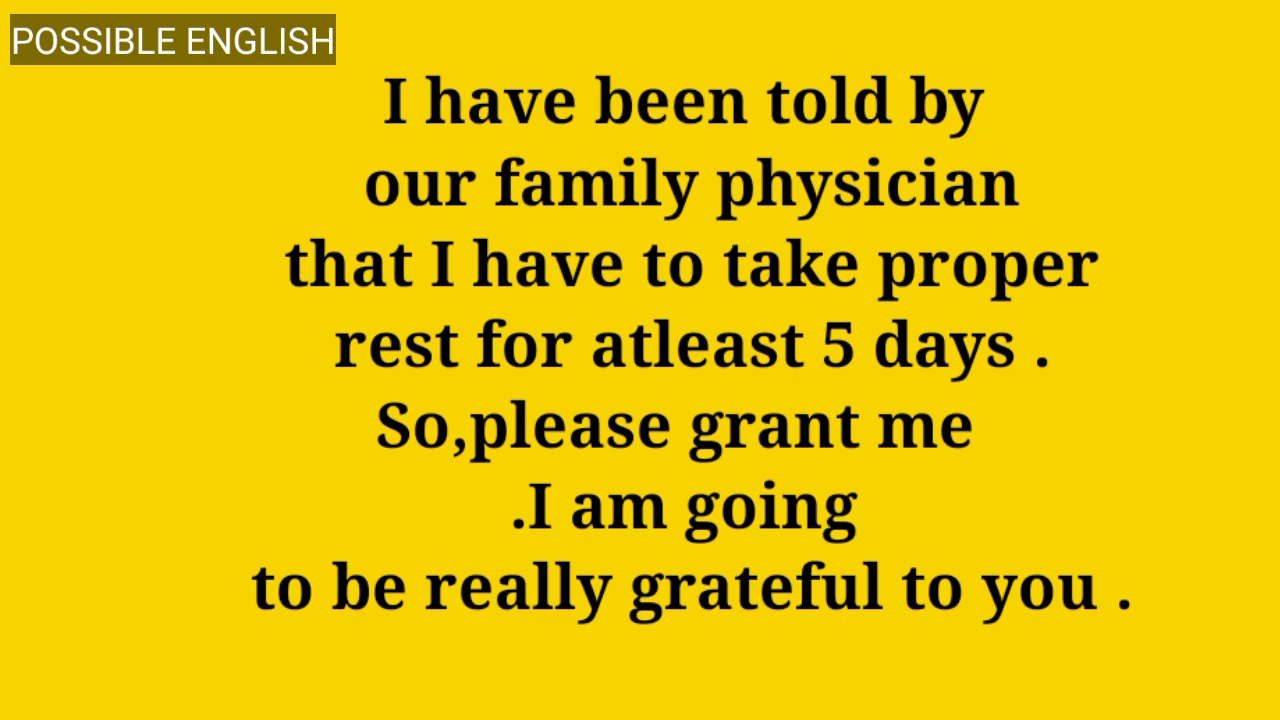 POSSIBLE ENGLISH
I have been told by
our family physician
that I have to take proper
rest for atleast 5 days .
So,please grant me
.I am going
to be really grateful to you .